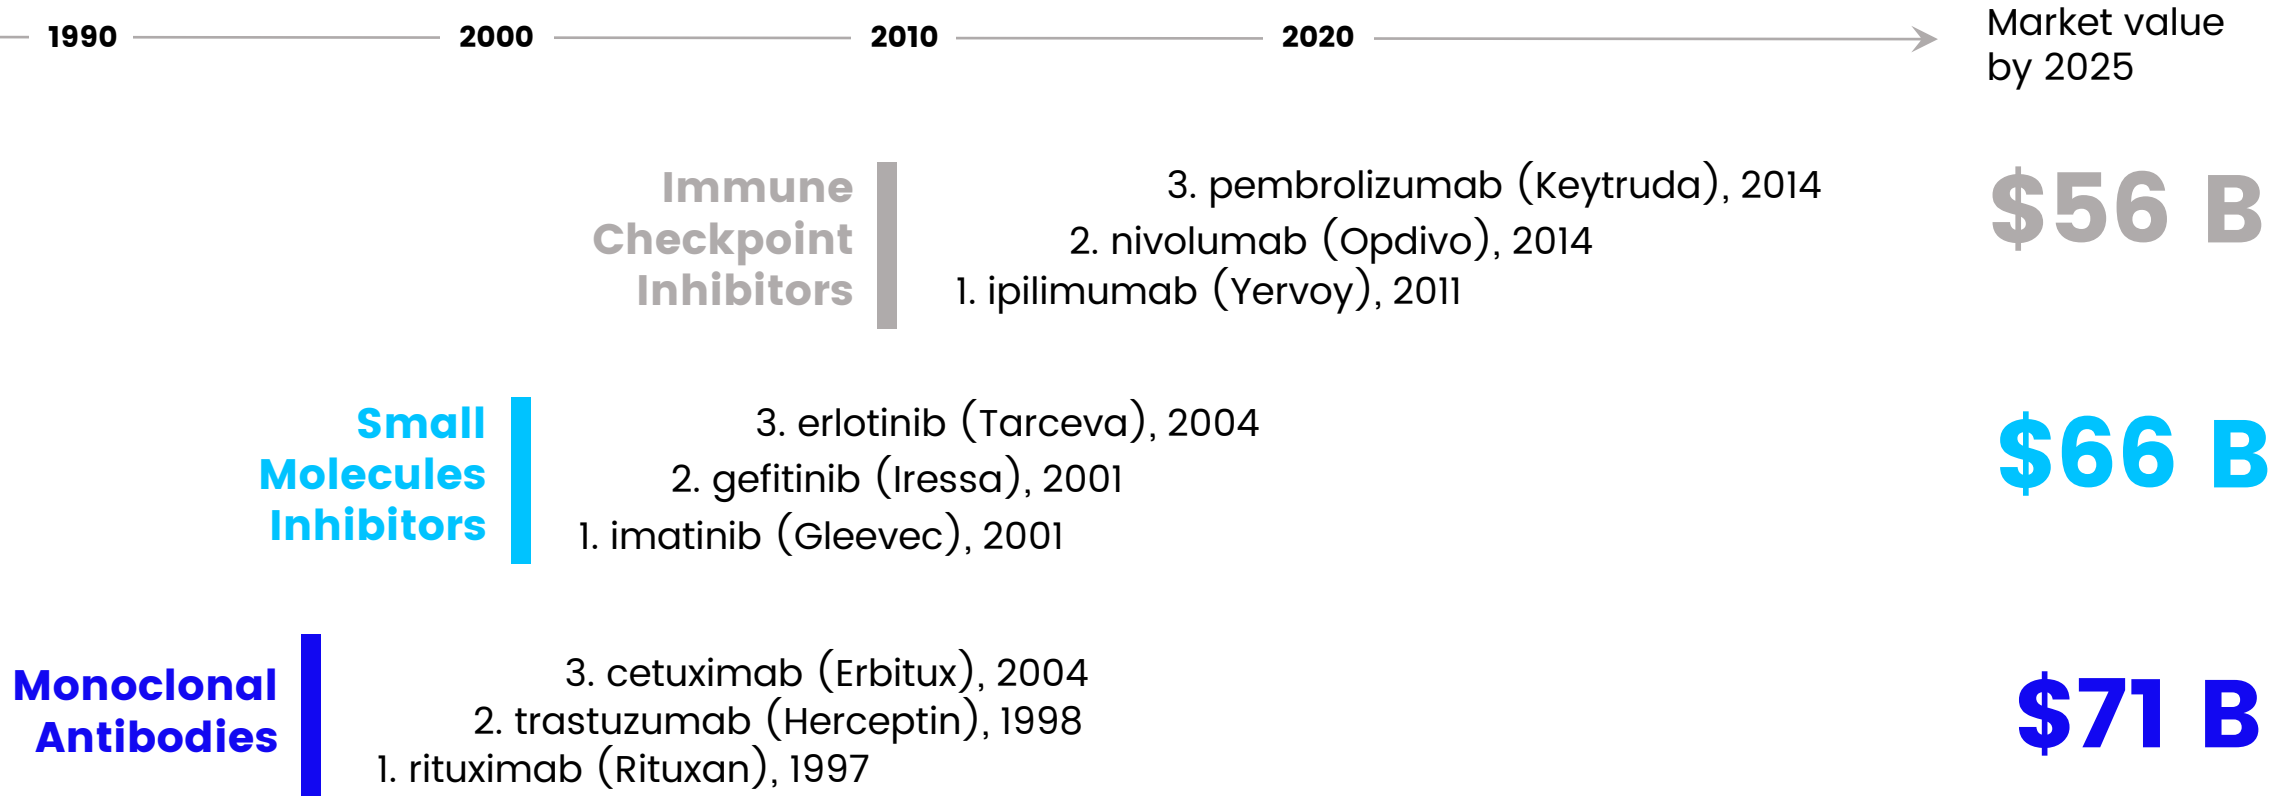 1990 2000 2010 2020
Market value
by 2025
Immune
Checkpoint
Inhibitors
3. pembrolizumab (Keytruda), 2014
2. nivolumab (Opdivo), 2014
1. ipilimumab (Yervoy), 2011
$56 B
Small
Molecules
Inhibitors
3. erlotinib (Tarceva), 2004
2. gefitinib (Iressa), 2001
1. imatinib (Gleevec), 2001
$66 B
Monoclonal
Antibodies
3. cetuximab (Erbitux), 2004
2. trastuzumab (Herceptin), 1998
1. rituximab (Rituxan), 1997
$71 B